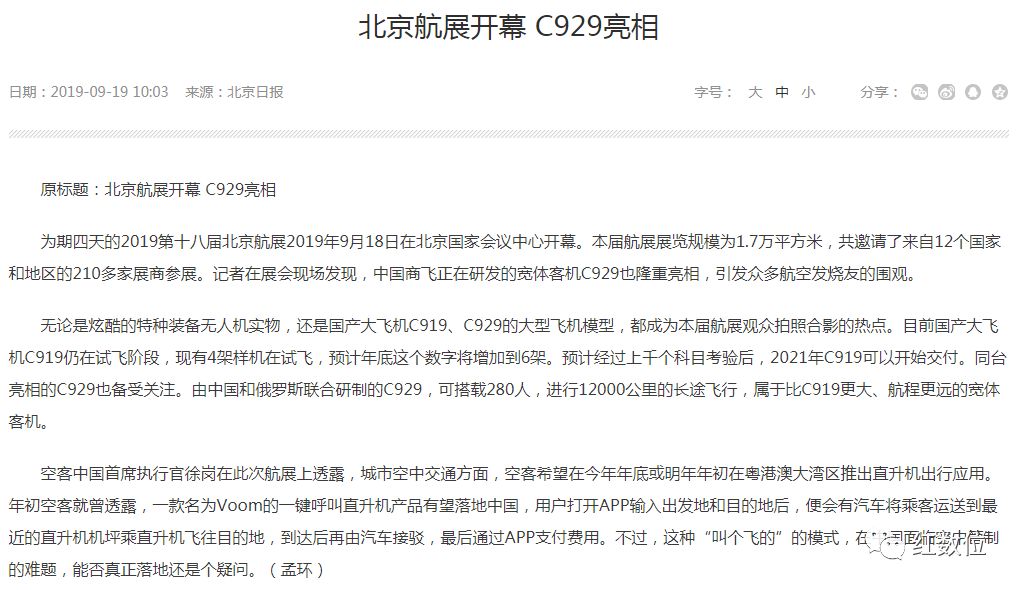 北京航展开幕 C929亮相
日期：2019-09-19 10:03 来源：北京日报 字号： 大 中 小 分享：
原标题：北京航展开幕 C929亮相
为期四天的2019第十八届北京航展2019年9月18日在北京国家会议中心开幕。本届航展展览规模为1.7万平方米，共邀请了来自12个国家
和地区的210多家展商参展。记者在展会现场发现，中国商飞正在研发的宽体客机C929也隆重亮相，引发众多航空发烧友的围观。
无论是炫酷的特种装备无人机实物，还是国产大飞机C919、C929的大型飞机模型，都成为本届航展观众拍照合影的热点。目前国产大飞
机C919仍在试飞阶段，现有4架样机在试飞，预计年底这个数字将增加到6架。预计经过上千个科目考验后，2021年C919可以开始交付。同台
亮相的C929也备受关注。由中国和俄罗斯联合研制的C929，可搭载280人，进行12000公里的长途飞行，属于比C919更大、航程更远的宽体
客机。
空客中国首席执行官徐岗在此次航展上透露，城市空中交通方面，空客希望在今年年底或明年年初在粤港澳大湾区推出直升机出行应用。
年初空客就曾透露，一款名为Voom的一键呼叫直升机产品有望落地中国，用户打开APP输入出发地和目的地后，便会有汽车将乘客运送到最
近的直升机机坪乘直升机飞往目的地，到达后再由汽车接驳，最后通过APP支付费用。不过，这种“叫个飞的”的模式，在 管制
的难题，能否真正落地还是个疑问。（孟环）
红数位